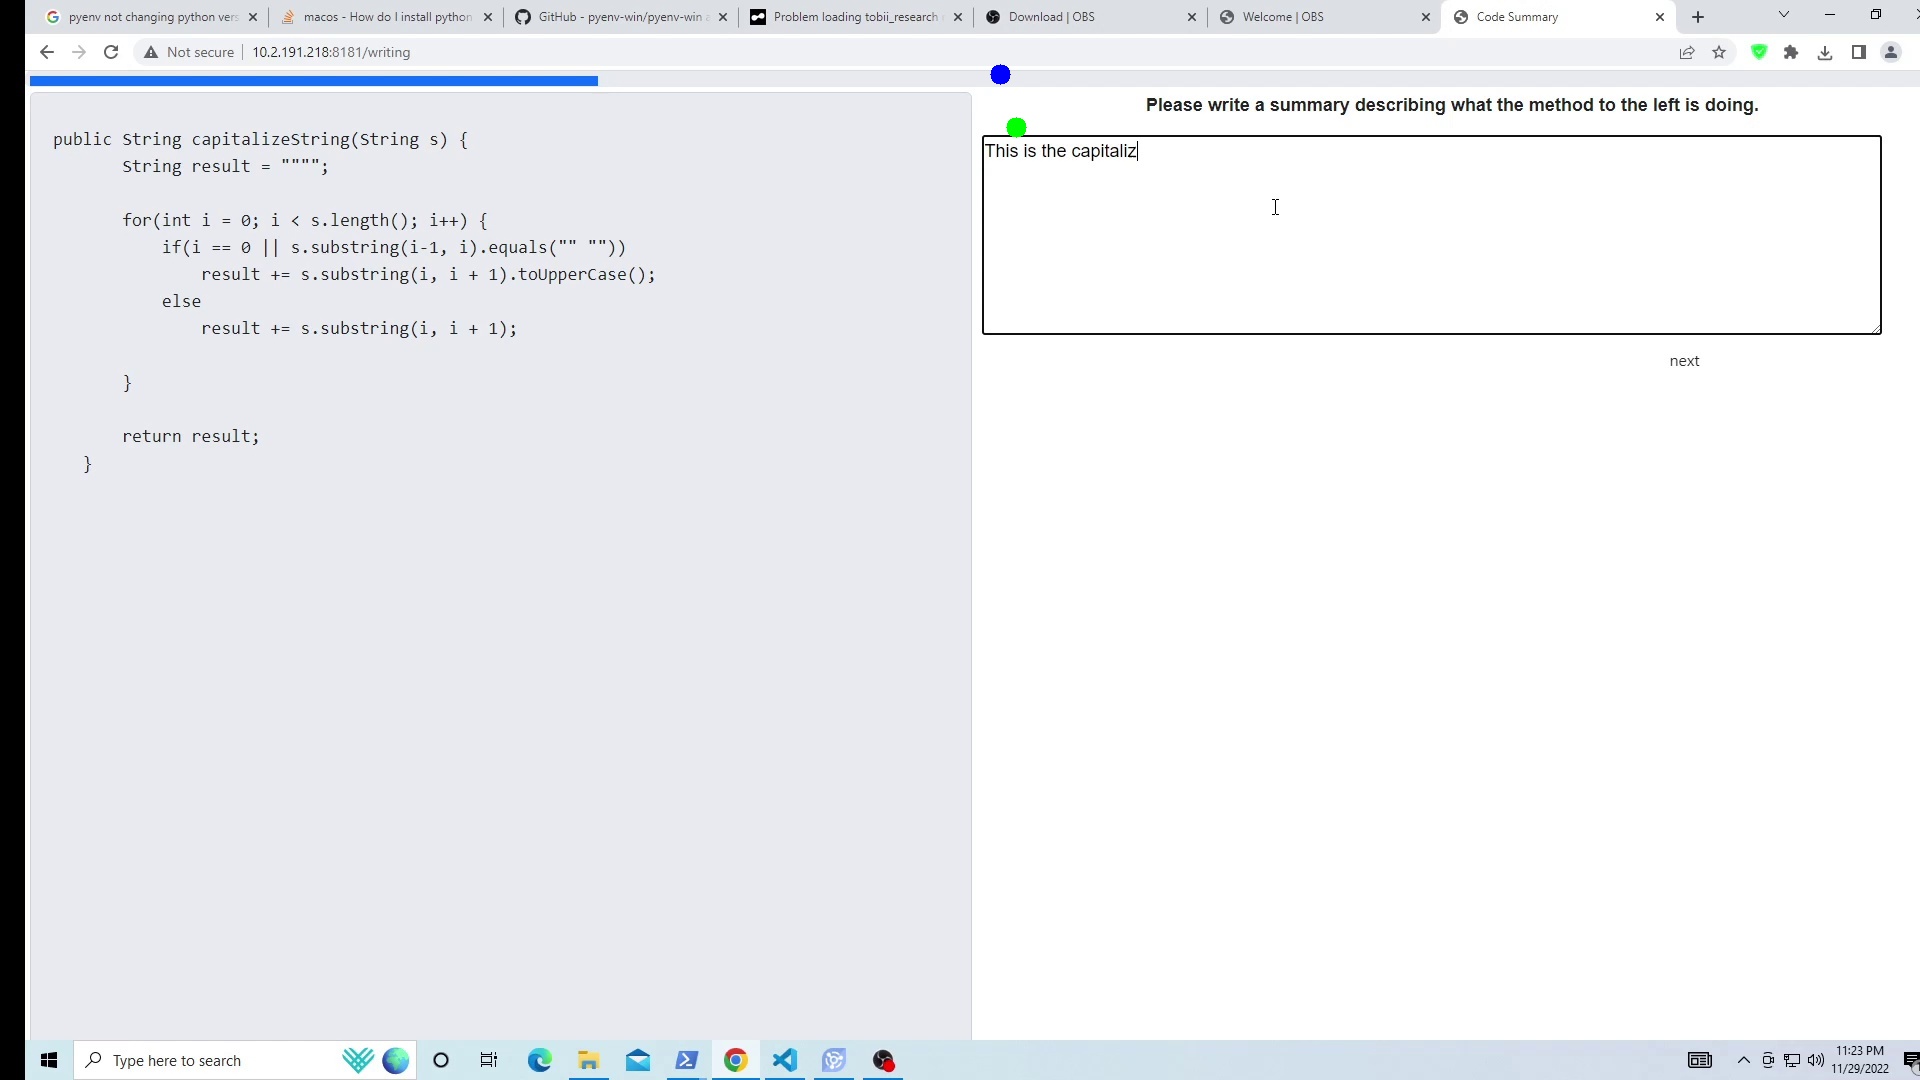 pyenv not changing python vers
macos - How do I install python
GitHub - pyenv-win/pyenv-win a
Problem loading tobii_research
Download | OBS
Welcome | OBS
Code Summary
Not secure
10.2.191.218:8181/writing
public String capitalizeString(String s) {
String result = """";
for(int i = 0; i < s.length(); i++) {
if(i == 0 || s.substring(i-1, i).equals("" ""))
result += s.substring(i, i + 1).toUpperCase();
else
result += s.substring(i, i + 1);
}
return result;
}
Please write a summary describing what the method to the left is doing.
This is the capitaliz
next
Type here to search
11:23 PM
11/29/2022